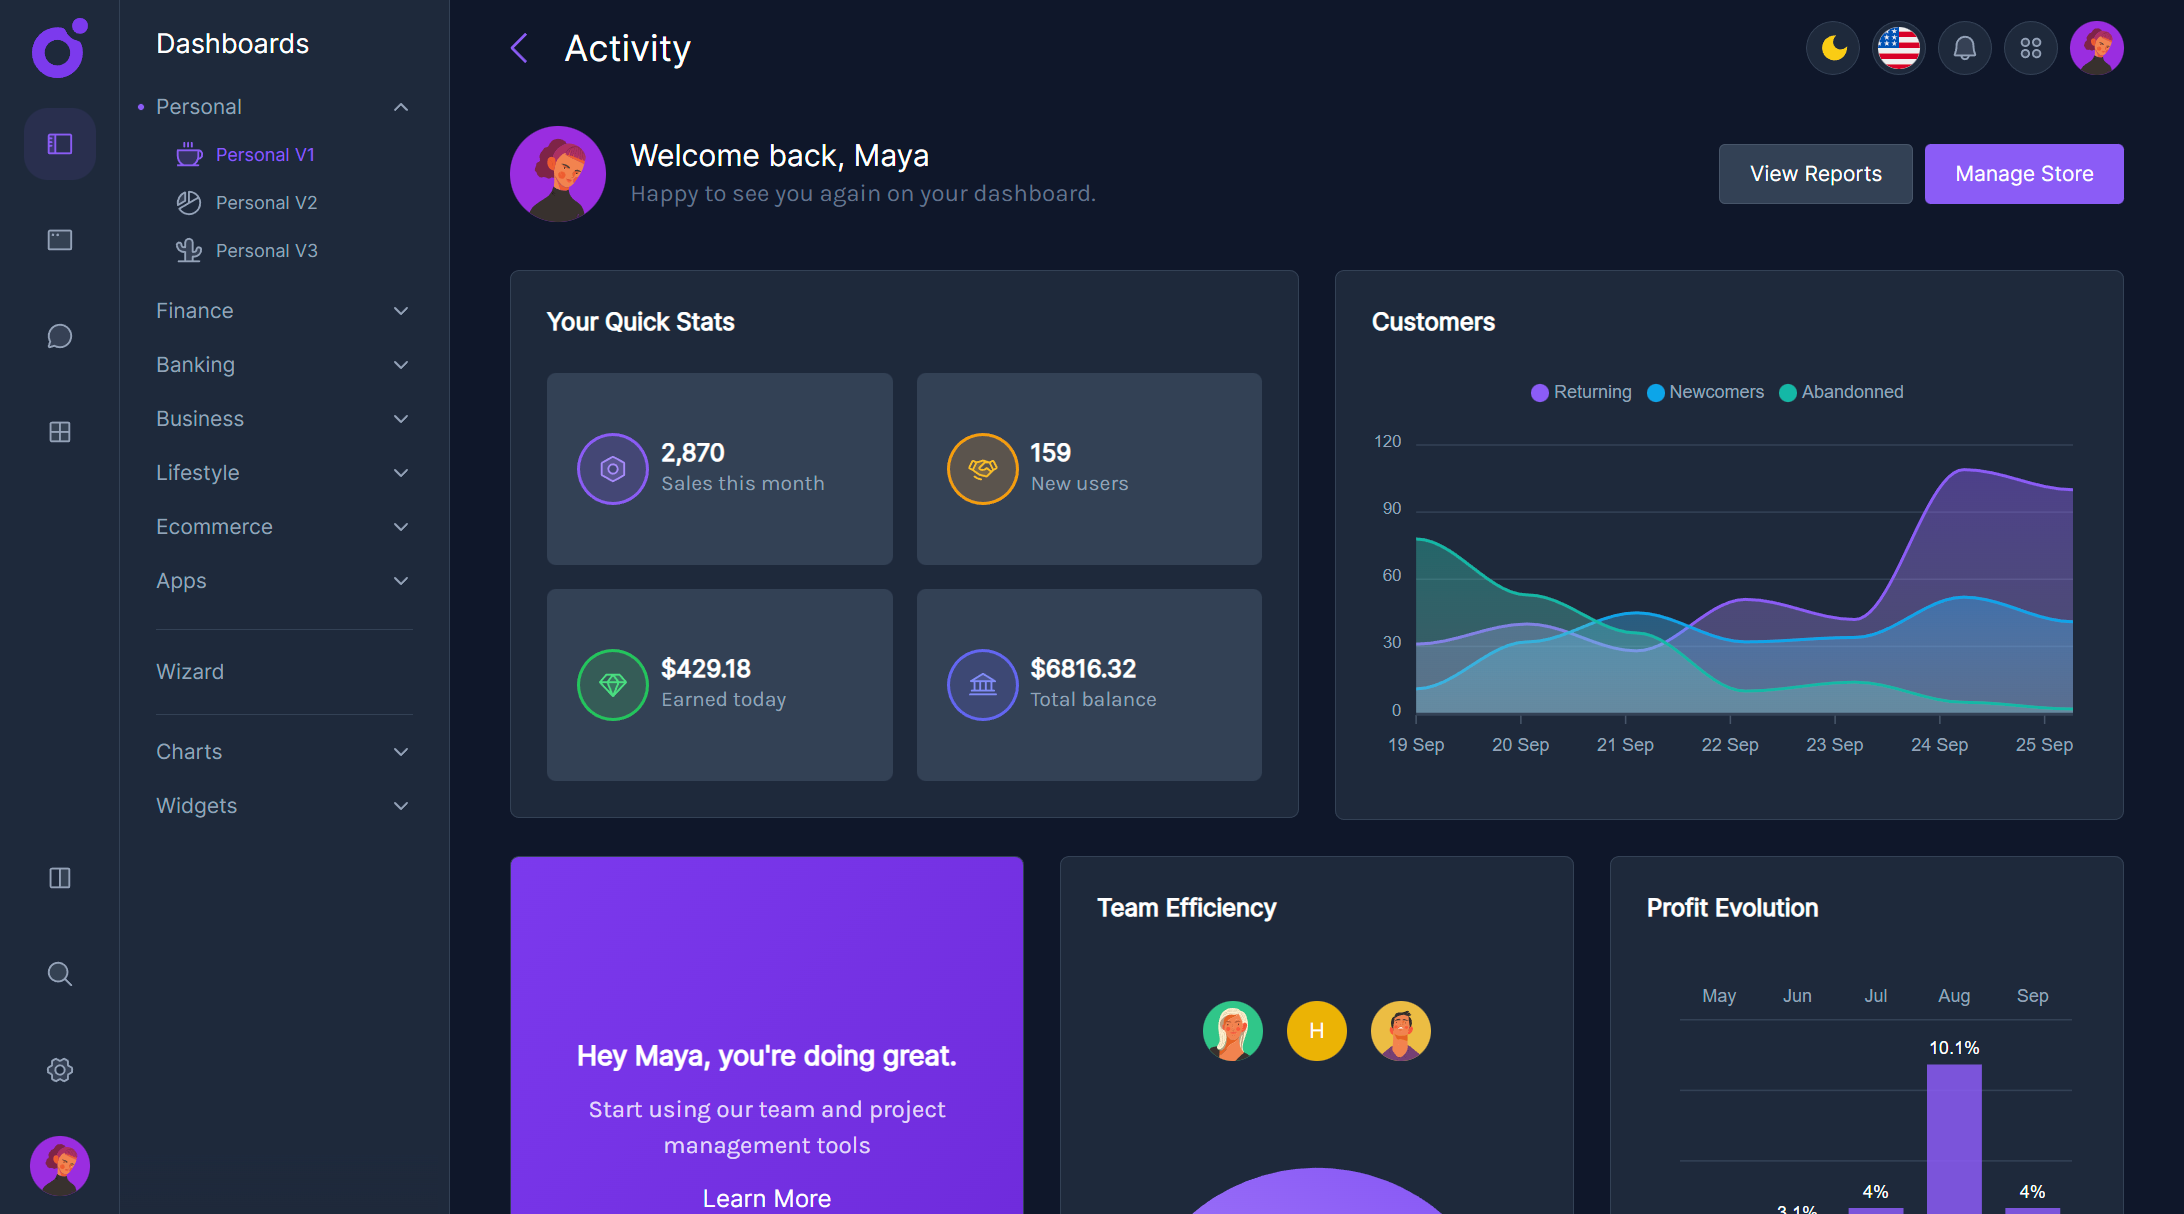 Dashboards
Personal
Personal V1
Personal V2
Personal V3
Finance
Banking
Business
Lifestyle
Ecommerce
Apps
Wizard
Charts
Widgets
Activity
Welcome back, Maya
Happy to see you again on your dashboard.
View Reports
Manage Store
Your Quick Stats
2,870
Sales this month
159
New users
$429.18
Earned today
$6816.32
Total balance
Customers
Returning Newcomers Abandonned
120
90
60
30
0
19 Sep 20 Sep 21 Sep 22 Sep 23 Sep 24 Sep 25 Sep
Hey Maya, you're doing great.
Start using our team and project
management tools
Learn More
Team Efficiency
H
Profit Evolution
May Jun Jul Aug Sep
10.1%
4% 4%
3.1%